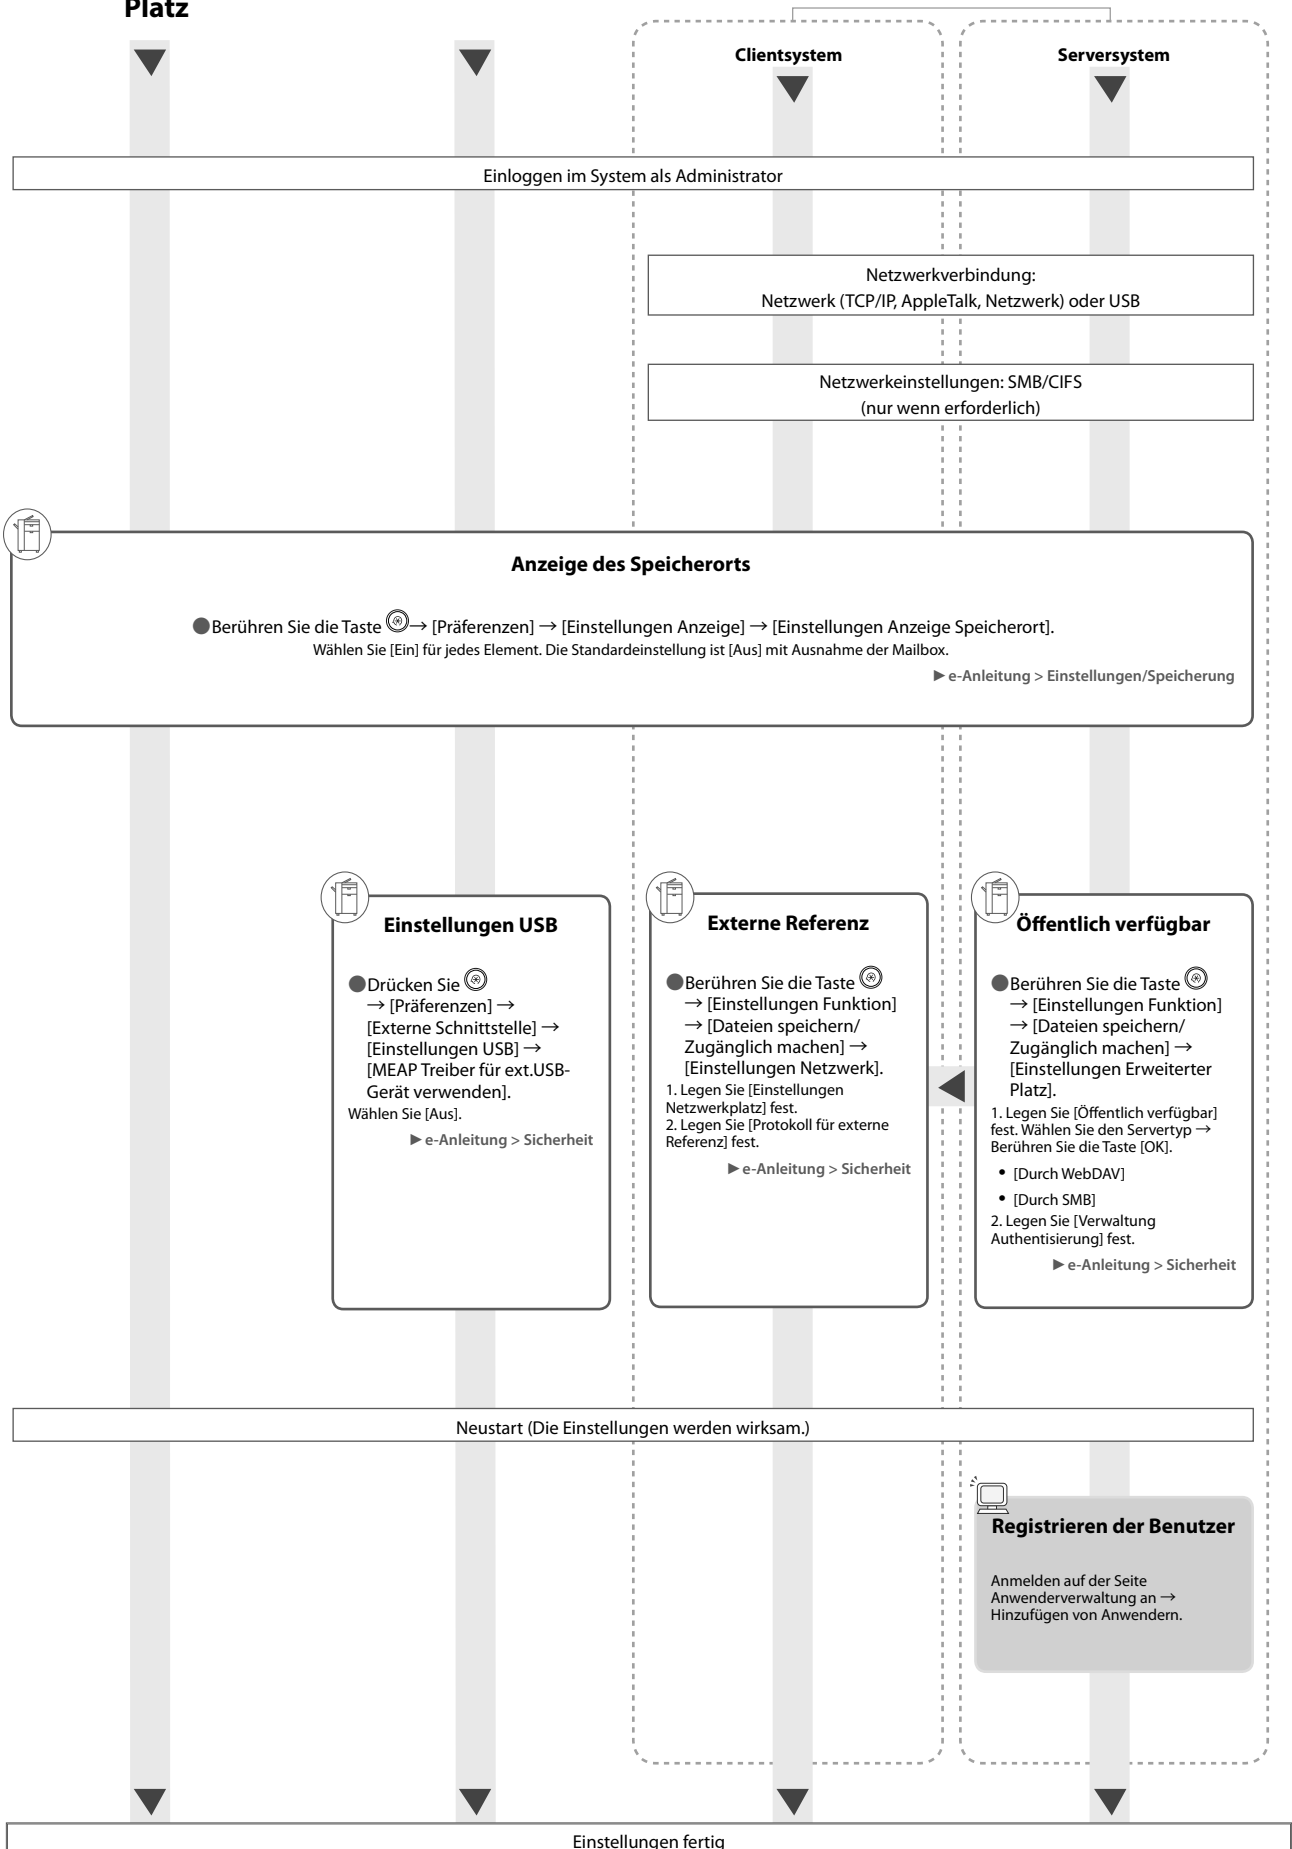 Platz
Clientsystem
Serversystem
Einloggen im System als Administrator
Netzwerkverbindung:
Netzwerk (TCP/IP, AppleTalk, Netzwerk) oder USB
Netzwerkeinstellungen: SMB/CIFS
(nur wenn erforderlich)
Anzeige des Speicherorts
●Berühren Sie die Taste → [Präferenzen] → [Einstellungen Anzeige] → [Einstellungen Anzeige Speicherort].
Wählen Sie [Ein] für jedes Element. Die Standardeinstellung ist [Aus] mit Ausnahme der Mailbox.
▶ e-Anleitung > Einstellungen/Speicherung
Einstellungen USB
●Drücken Sie
→ [Präferenzen] →
[Externe Schnittstelle] →
[Einstellungen USB] →
[MEAP Treiber für ext.USB-
Gerät verwenden].
Wählen Sie [Aus].
▶ e-Anleitung > Sicherheit
Externe Referenz
●Berühren Sie die Taste
→ [Einstellungen Funktion]
→ [Dateien speichern/
Zugänglich machen] →
[Einstellungen Netzwerk].
1. Legen Sie [Einstellungen
Netzwerkplatz] fest.
2. Legen Sie [Protokoll für externe
Referenz] fest.
▶ e-Anleitung > Sicherheit
Öffentlich verfügbar
●Berühren Sie die Taste
→ [Einstellungen Funktion]
→ [Dateien speichern/
Zugänglich machen] →
[Einstellungen Erweiterter
Platz].
1. Legen Sie [Öffentlich verfügbar]
fest. Wählen Sie den Servertyp →
Berühren Sie die Taste [OK].
• [Durch WebDAV]
• [Durch SMB]
2. Legen Sie [Verwaltung
Authentisierung] fest.
▶ e-Anleitung > Sicherheit
Neustart (Die Einstellungen werden wirksam.)
Registrieren der Benutzer
Anmelden auf der Seite
Anwenderverwaltung an →
Hinzufügen von Anwendern.
Einstellungen fertig